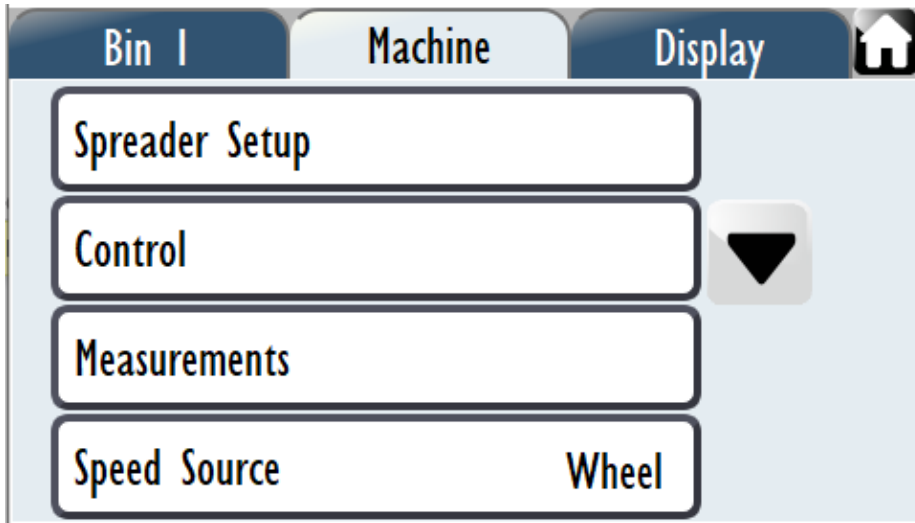 Bin 1 Machine Display
Spreader Setup
Control
Measurements
Speed Source Wheel